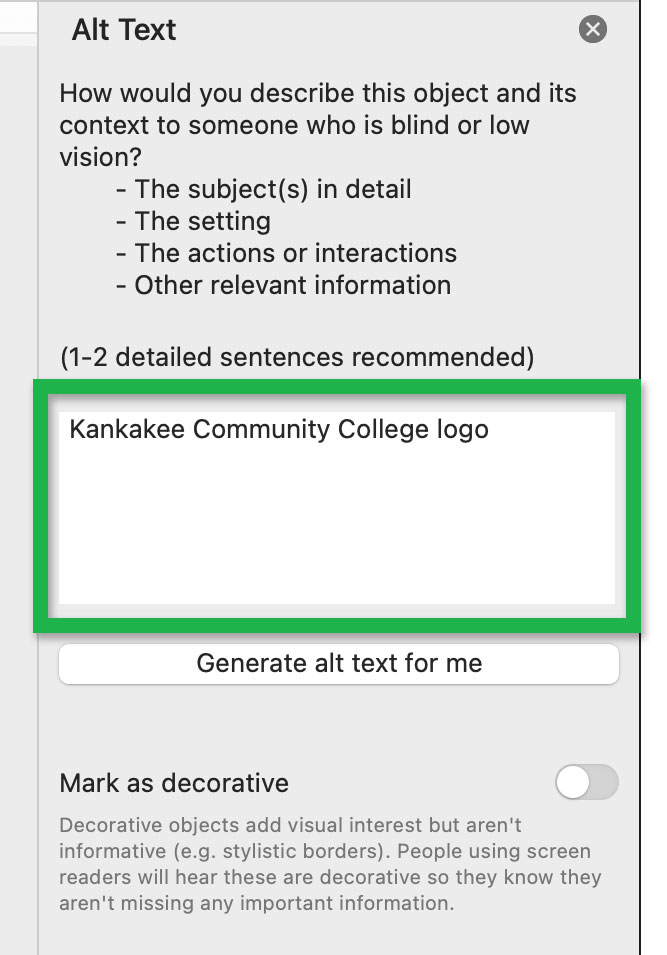 Alt Text
How would you describe this object and its
context to someone who is blind or low
vision?
- The subject(s) in detail
- The setting
- The actions or interactions
- Other relevant information
(1-2 detailed sentences recommended)
Kankakee Community College logo
Generate alt text for me
Mark as decorative
Decorative objects add visual interest but aren't
informative (e.g. stylistic borders). People using screen
readers will hear these are decorative so they know they
aren't missing any important information.